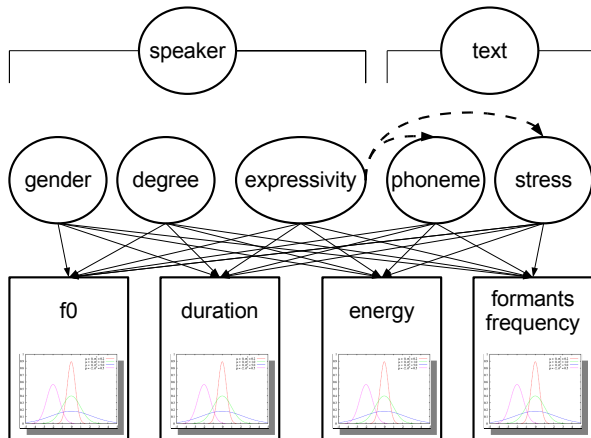 speaker
text
gender
degree
expressivity
phoneme
stress
f0
duration
energy
formants
frequency